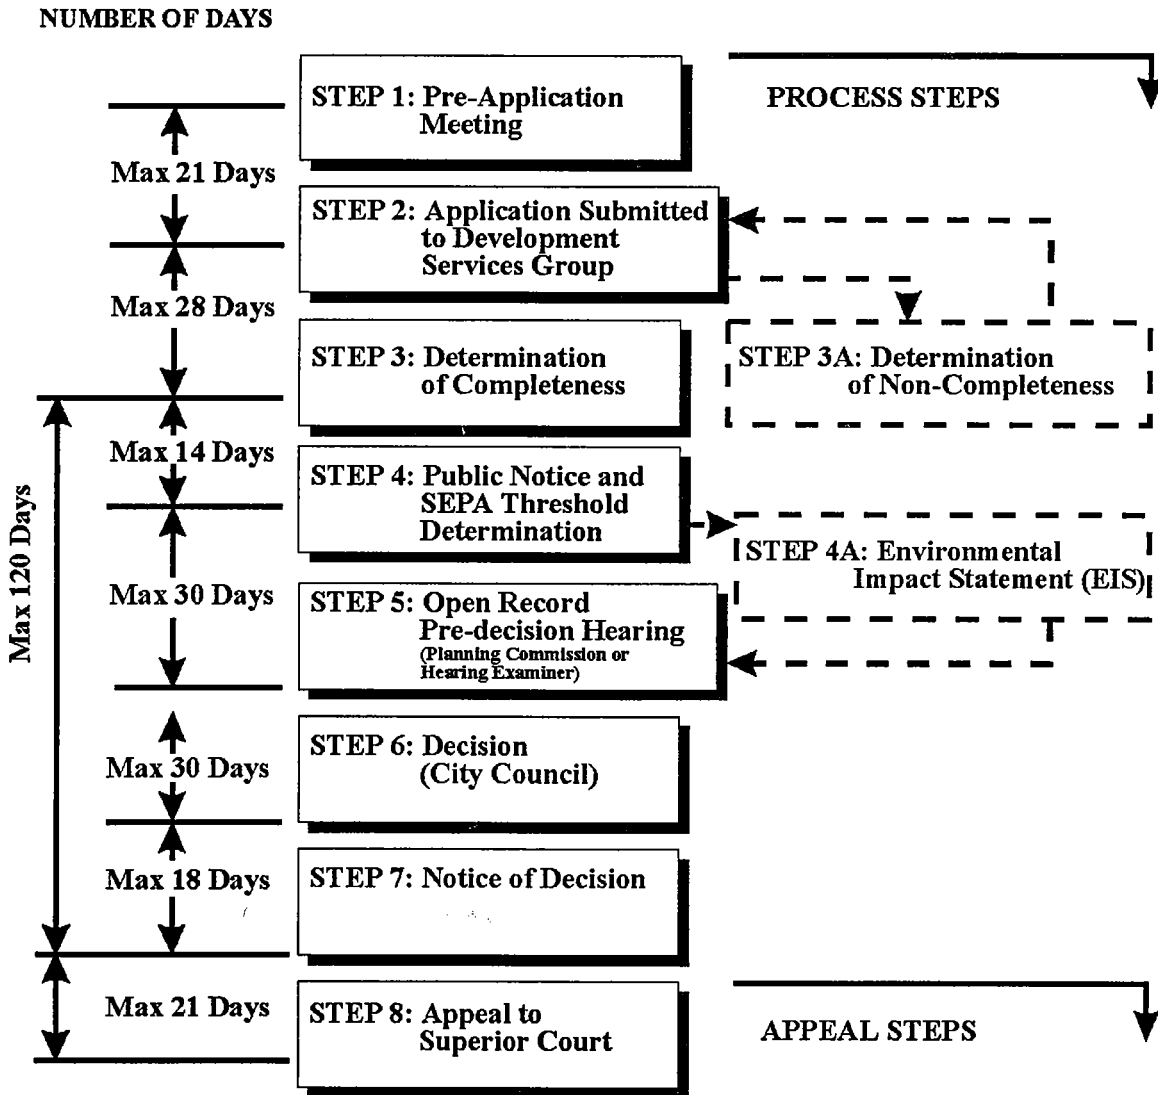 NUMBER OF DAYS
STEP 1: Pre-Application
Meeting
PROCESS STEPS
Max 21 Days
STEP 2: Application Submitted
to Development
Services Group
Max 28 Days
STEP 3: Determination
of Completeness
STEP 3A: Determination
of Non-Completeness
Max 14 Days
STEP 4: Public Notice and
SEPA Threshold
Determination
STEP 4A: Environmental
Impact Statement (EIS)
Max 120 Days
Max 30 Days
STEP 5: Open Record
Pre-decision Hearing
(Planning Commission or
Hearing Examiner)
Max 30 Days
STEP 6: Decision
(City Council)
Max 18 Days
STEP 7: Notice of Decision
Max 21 Days
STEP 8: Appeal to
Superior Court
APPEAL STEPS